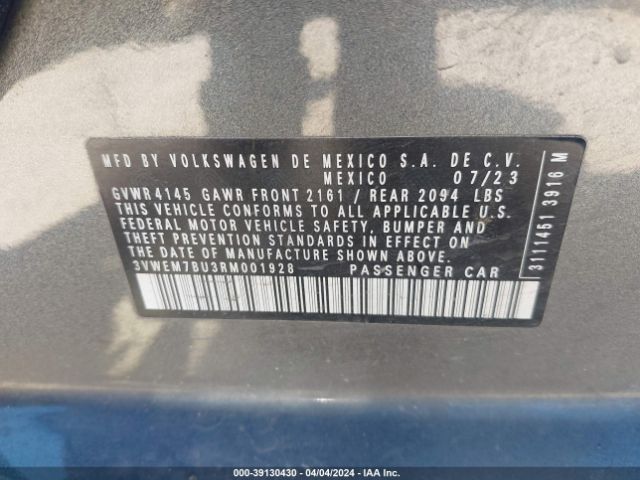 MFD BY VOLKSWAGEN DE MEXICO S.A. DE C.V.
MEXICO 07/23
GVWR 4145 GAWR FRONT 2161 / REAR 2094 LBS
THIS VEHICLE CONFORMS TO ALL APPLICABLE U.S.
FEDERAL MOTOR VEHICLE SAFETY, BUMPER AND
THEFT PREVENTION STANDARDS IN EFFECT ON THE
DATE OF MANUFACTURE SHOWN ABOVE.
3VWEM7BU3RM001928 PASSENGER CAR
3111451 3916 M
000-39130430 - 04/04/2024 - IAA Inc.